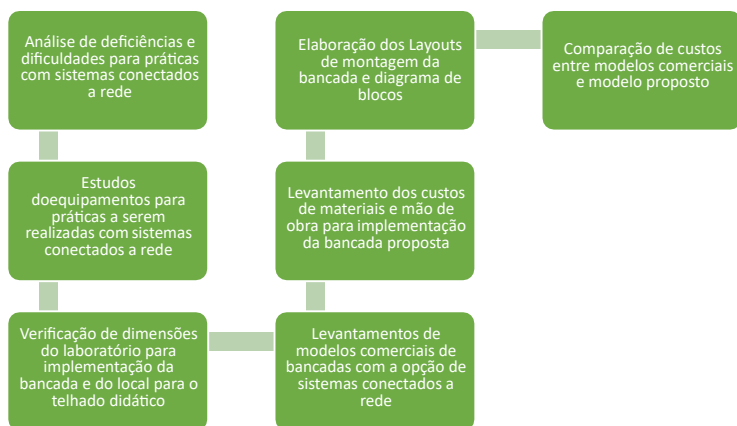 Análise de deficiências e
dificuldades para práticas
com sistemas conectados
a rede
Estudos
doequipamentos para
práticas a serem
realizadas com sistemas
conectados a rede
Verificação de dimensões
do laboratório para
implementação da
bancada e do local para o
telhado didático
Levantamentos de
modelos comerciais de
bancadas com a opção de
sistemas conectados a
rede
Levantamento dos custos
de materiais e mão de
obra para implementação
da bancada proposta
Elaboração dos Layouts
de montagem da
bancada e diagrama de
blocos
Comparação de custos
entre modelos comerciais
e modelo proposto